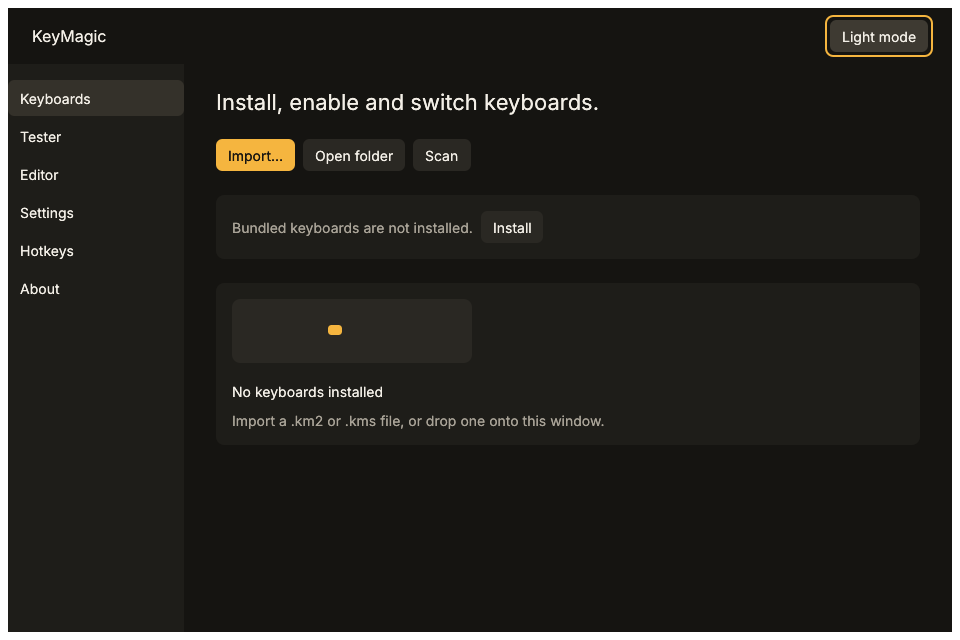 KeyMagic
Light mode
Keyboards
Tester
Editor
Settings
Hotkeys
About
Install, enable and switch keyboards.
Import...
Open folder
Scan
Bundled keyboards are not installed.
Install
No keyboards installed
Import a .km2 or .kms file, or drop one onto this window.